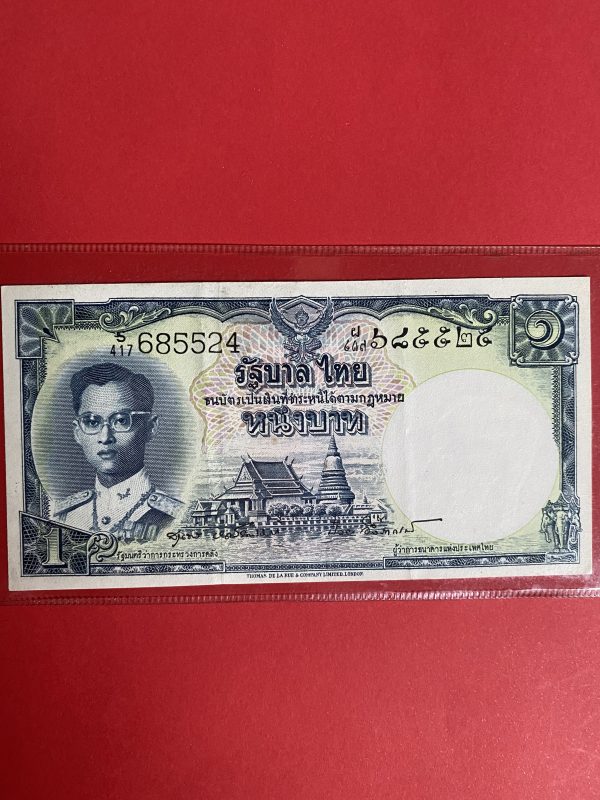 S/417 685524
ผ/๔๑๗ ๖๘๕๕๒๔
๑
รัฐบาลไทย
ธนบัตรเป็นเงินที่ชำระหนี้ได้ตามกฎหมาย
หนึ่งบาท
1
รัฐมนตรีว่าการกระทรวงการคลัง
ผู้ว่าการธนาคารแห่งประเทศไทย
THOMAS DE LA RUE & COMPANY LIMITED, LONDON